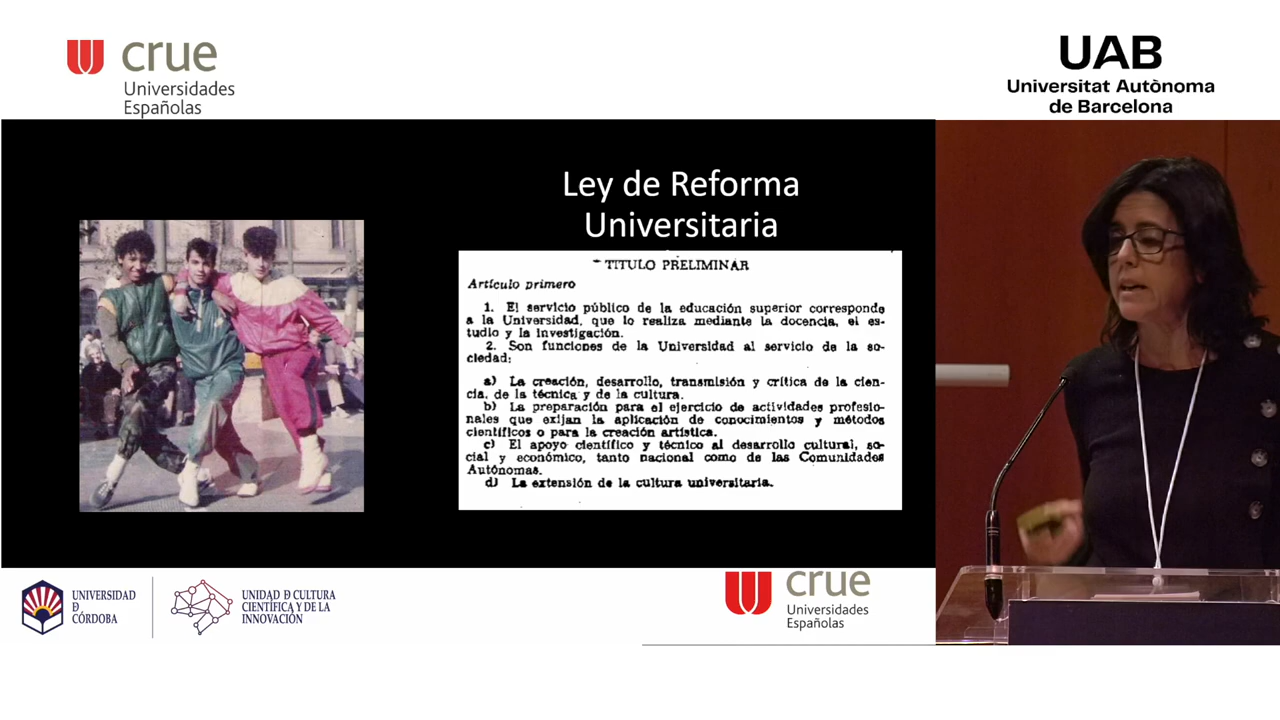 crue
Universidades
Españolas
UAB
Universitat Autònoma
de Barcelona
Ley de Reforma
Universitaria
TITULO PRELIMINAR
Artículo primero
1. El servicio público de la educación superior corresponde
a la Universidad, que lo realiza mediante la docencia, el es-
tudio y la investigación.
2. Son funciones de la Universidad al servicio de la so-
ciedad:
a) La creación, desarrollo, transmisión y crítica de la cien-
cia, de la técnica y de la cultura.
b) La preparación para el ejercicio de actividades profesio-
nales que exijan la aplicación de conocimientos y métodos
científicos o para la creación artística.
c) El apoyo científico y técnico al desarrollo cultural, so-
cial y económico, tanto nacional como de las Comunidades
Autónomas.
d) La extensión de la cultura universitaria.
UNIVERSIDAD
D
CÓRDOBA
UNIDAD D CULTURA
CIENTÍFICA Y DE LA
INNOVACIÓN
crue
Universidades
Españolas